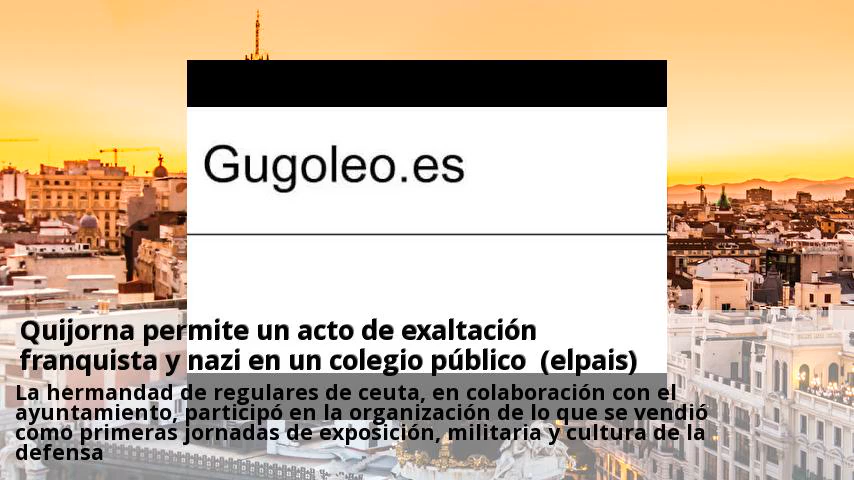 Gugoleo.es
Quijorna permite un acto de exaltación
franquista y nazi en un colegio público  (elpais)
La hermandad de regulares de ceuta, en colaboración con el
ayuntamiento, participó en la organización de lo que se vendió
como primeras jornadas de exposición, militaria y cultura de la
defensa